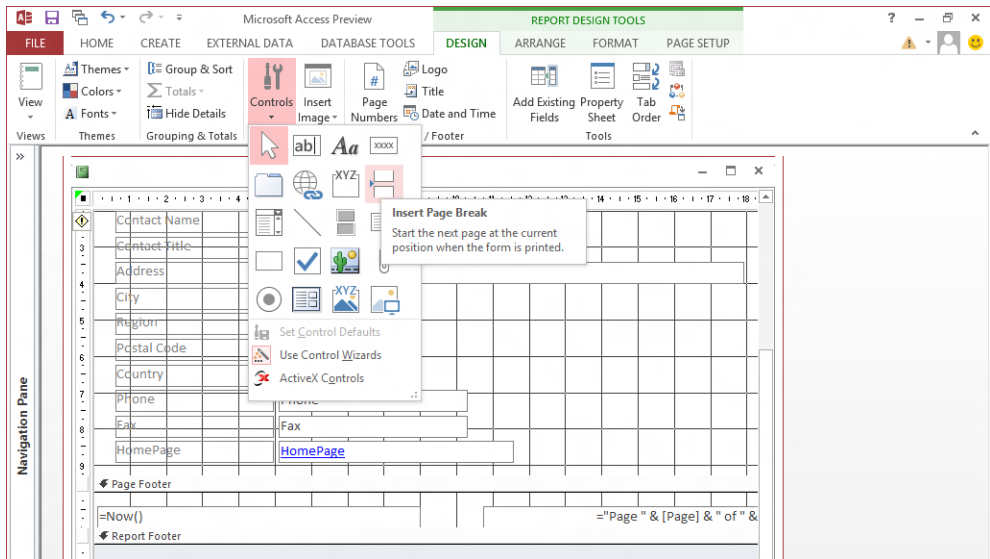 Microsoft Access Preview
REPORT DESIGN TOOLS
?
FILE HOME CREATE EXTERNAL DATA DATABASE TOOLS DESIGN ARRANGE FORMAT PAGE SETUP
View
Views
Themes
Colors
Fonts
Themes
Group & Sort
Totals
Hide Details
Grouping & Totals
Controls
Insert
Image
Page
Numbers
Logo
Title
Date and Time
/ Footer
Add Existing
Fields
Property
Sheet
Tab
Order
Tools
ab
Aa
XXXX
XYZ
XYZ
Insert Page Break
Start the next page at the current
position when the form is printed.
Set Control Defaults
Use Control Wizards
ActiveX Controls
Navigation Pane
Contact Name
Contact Title
Address
City
Region
Postal Code
Country
Phone Phone
Fax Fax
HomePage HomePage
Page Footer
=Now() ="Page " & [Page] & " of " &
Report Footer